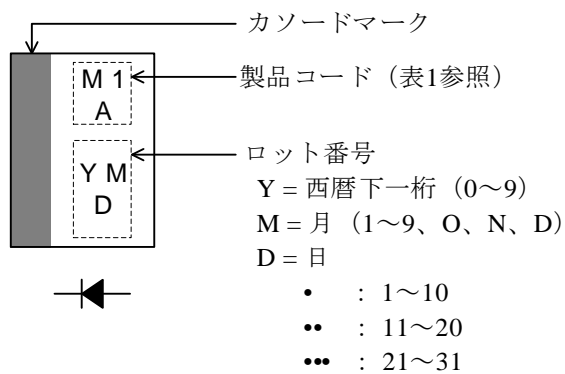 カソードマーク
製品コード（表1参照）
M 1
A
ロット番号
Y M
D
Y = 西暦下一桁（0～9）
M = 月（1～9、O、N、D）
D = 日
• : 1～10
•• : 11～20
••• : 21～31